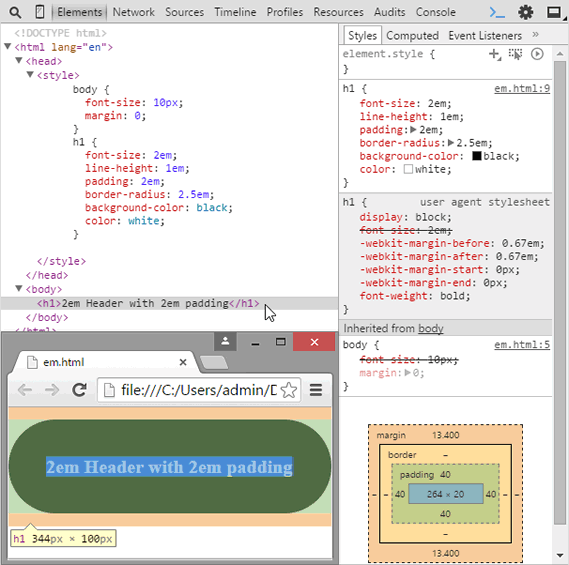 Elements Network Sources Timeline Profiles Resources Audits Console
<!DOCTYPE html>
<html lang="en">
<head>
<style>
body {
font-size: 10px;
margin: 0;
}
h1 {
font-size: 2em;
line-height: 1em;
padding: 2em;
border-radius: 2.5em;
background-color: black;
color: white;
}
</style>
</head>
<body>
<h1>2em Header with 2em padding</h1>
</body>
</html>
em.html
file:///C:/Users/admin/D
2em Header with 2em padding
h1 344px × 100px
Styles Computed Event Listeners »
element.style {
}
h1 { em.html:9
font-size: 2em;
line-height: 1em;
padding: 2em;
border-radius: 2.5em;
background-color: black;
color: white;
}
h1 { user agent stylesheet
display: block;
font-size: 2em;
-webkit-margin-before: 0.67em;
-webkit-margin-after: 0.67em;
-webkit-margin-start: 0px;
-webkit-margin-end: 0px;
font-weight: bold;
}
Inherited from body
body { em.html:5
font-size: 10px;
margin: 0;
}
margin 13.400
border –
padding 40
– – 40 264 × 20 40 – –
40
–
13.400